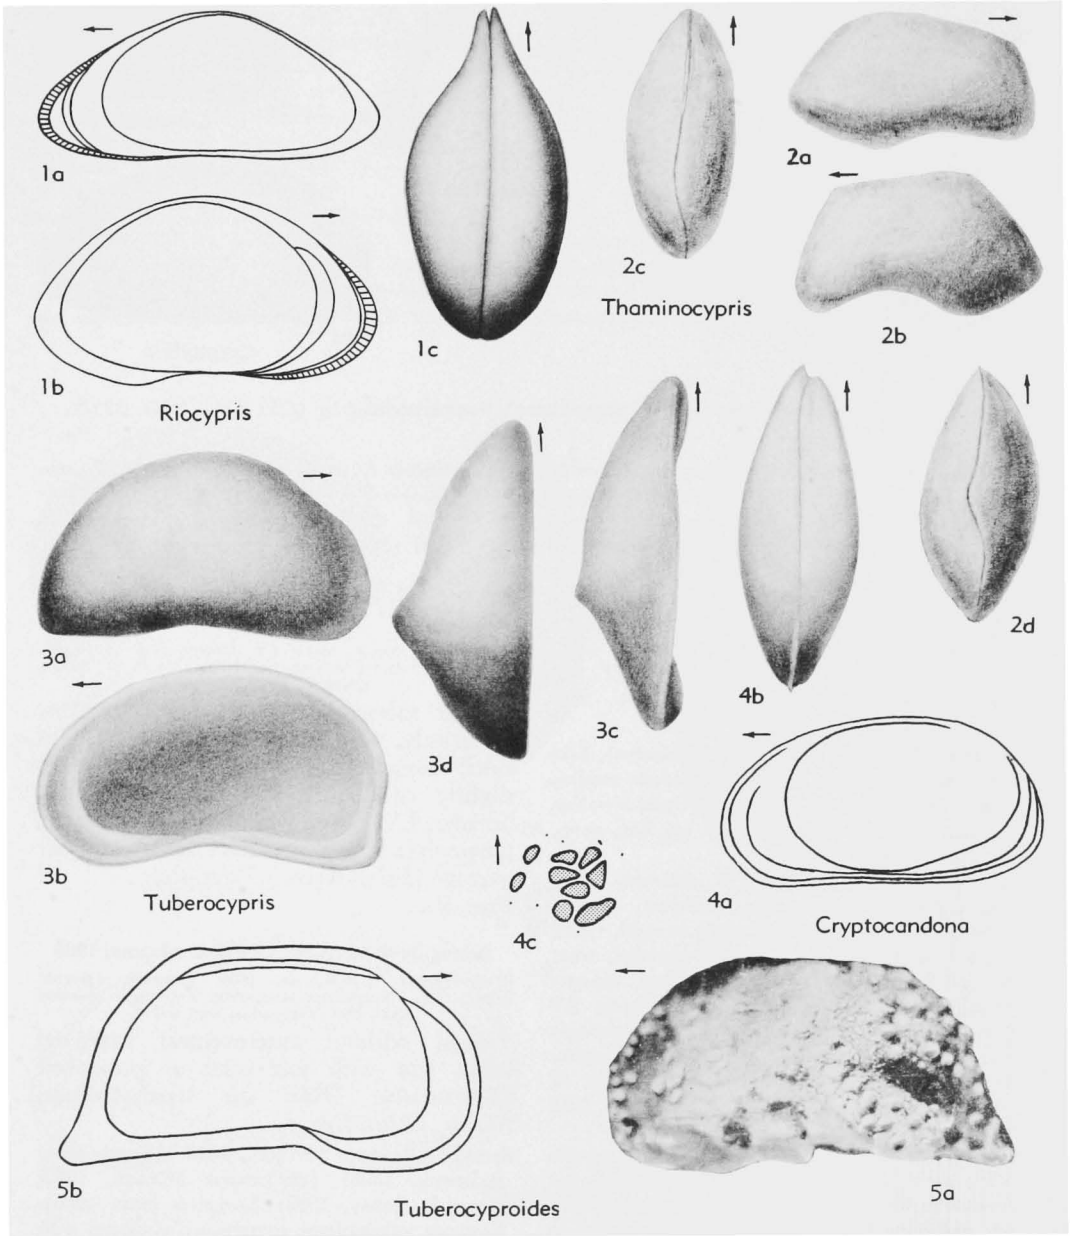 1a
1b
Riocypris
1c
2c
Thaminocypris
2a
2b
3a
3b
Tuberocypris
3d
3c
4b
2d
4c
4a
Cryptocandona
5b
Tuberocyproides
5a